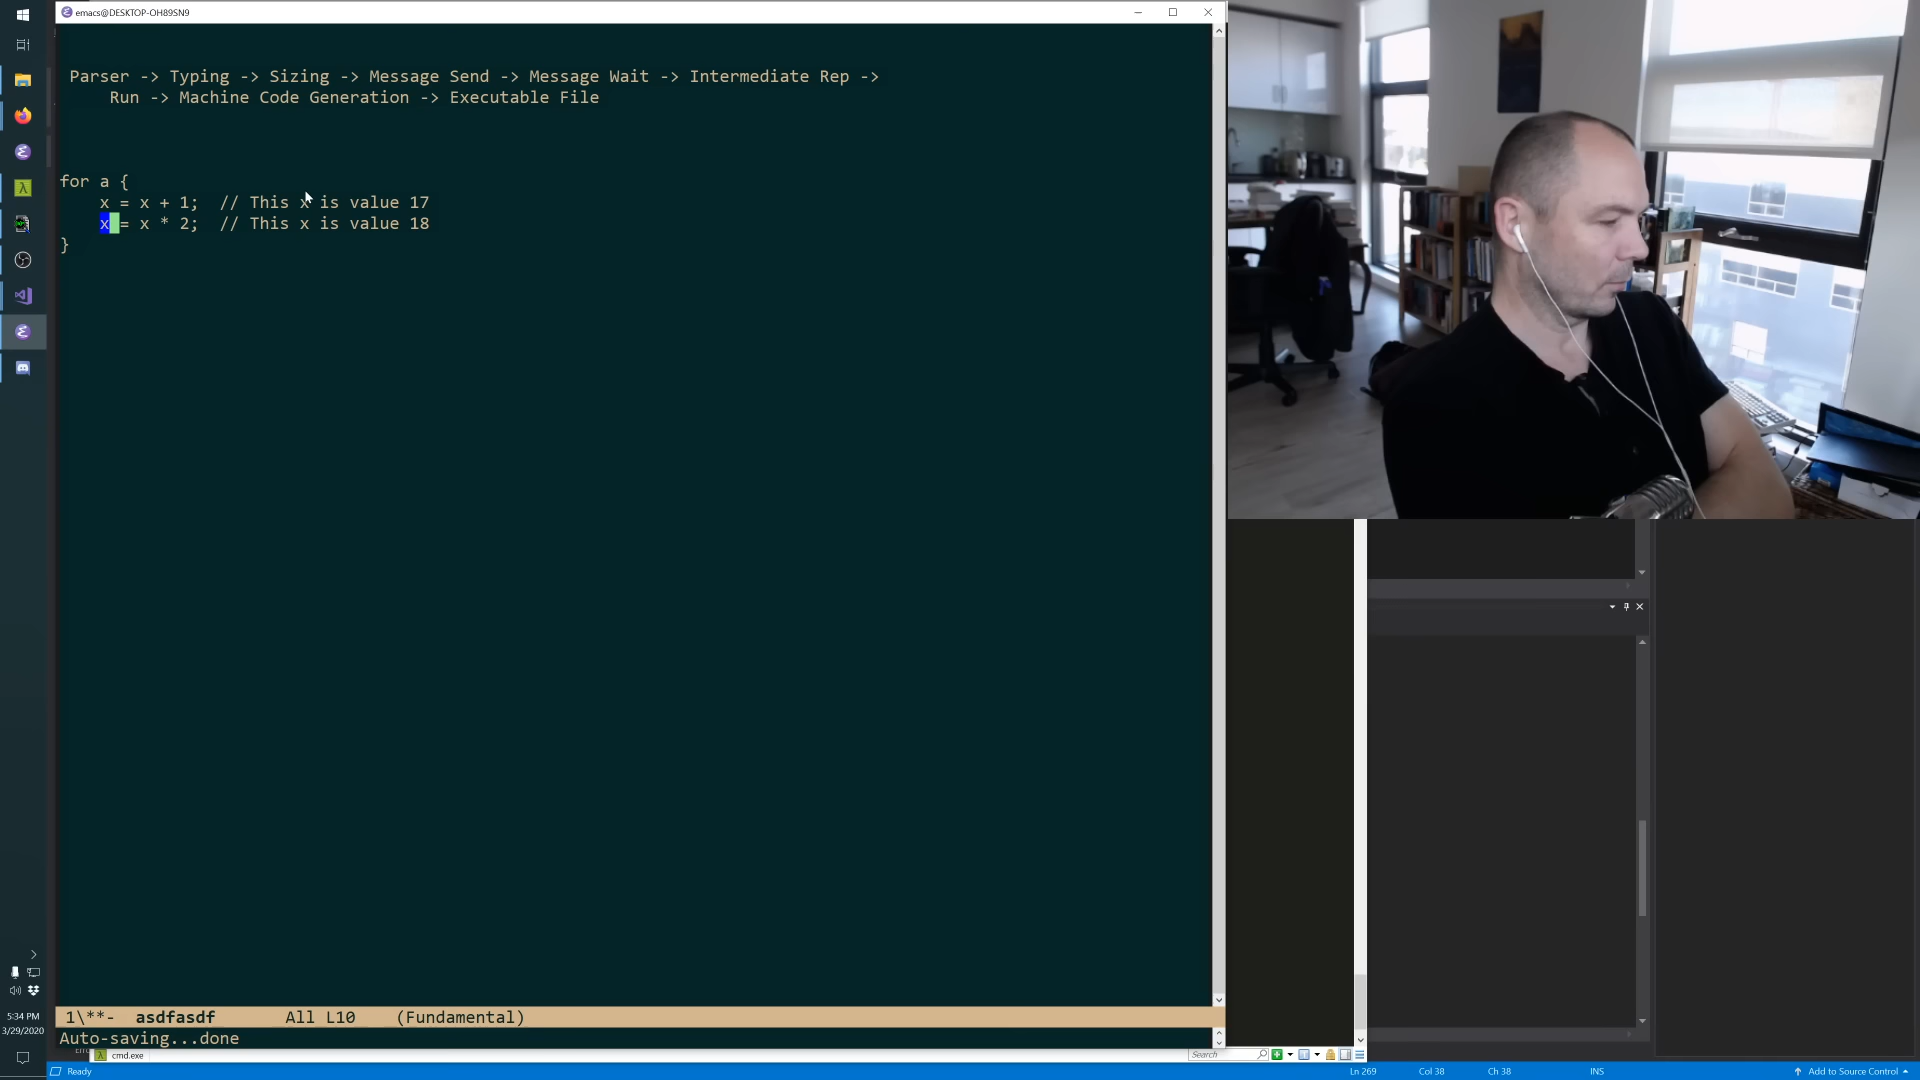 emacs@DESKTOP-OH89SN9
Parser -> Typing -> Sizing -> Message Send -> Message Wait -> Intermediate Rep ->
Run -> Machine Code Generation -> Executable File
for a {
x = x + 1;  // This x is value 17
x = x * 2;  // This x is value 18
}
1\**-  asdfasdf       All L10    (Fundamental)
Auto-saving...done
cmd.exe
Search
Ready
Ln 269
Col 38
Ch 38
INS
Add to Source Control
5:34 PM
3/29/2020